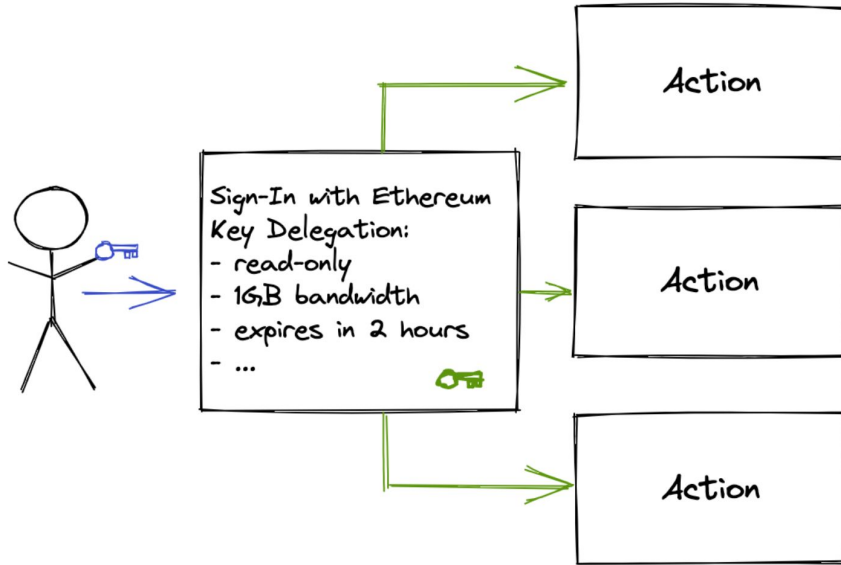 Sign-In with Ethereum
Key Delegation:
- read-only
- 1GB bandwidth
- expires in 2 hours
- ...
Action
Action
Action